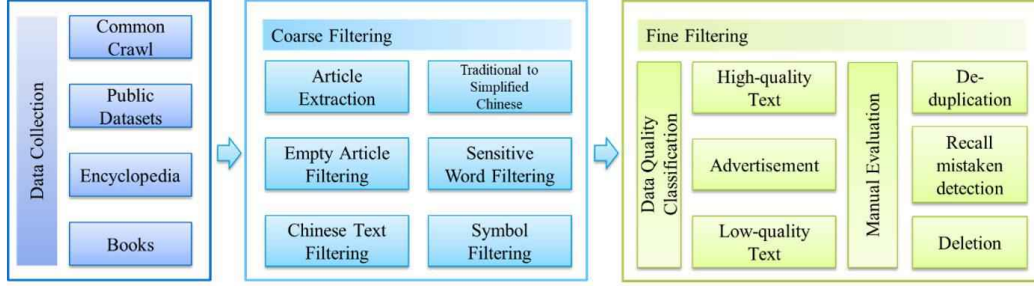 Data Collection
Common
Crawl
Public
Datasets
Encyclopedia
Books
Coarse Filtering
Article
Extraction
Traditional to
Simplified
Chinese
Empty Article
Filtering
Sensitive
Word Filtering
Chinese Text
Filtering
Symbol
Filtering
Fine Filtering
Data Quality
Classification
High-quality
Text
Advertisement
Low-quality
Text
Manual Evaluation
De-
duplication
Recall
mistaken
detection
Deletion